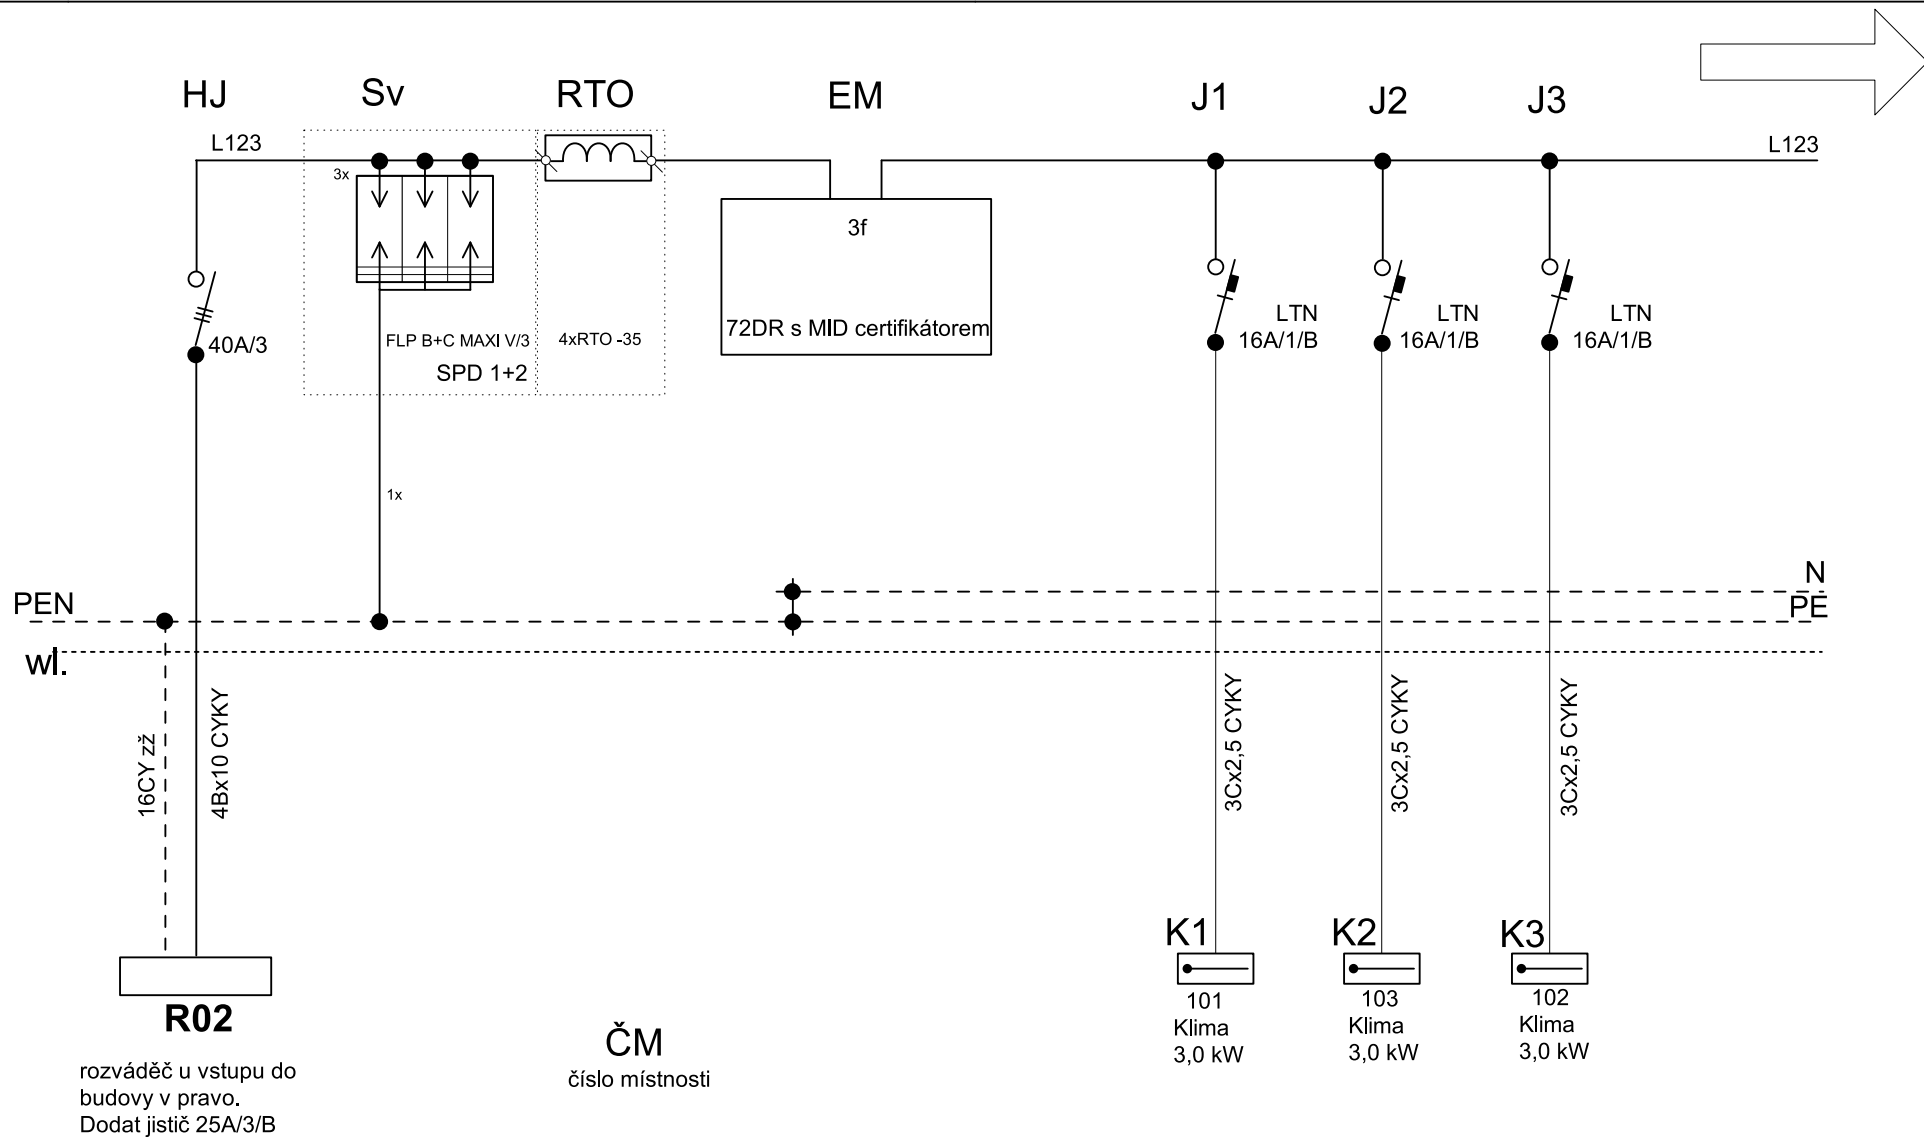 HJ
Sv
RTO
EM
J1
J2
J3
L123
L123
3x
3f
40A/3
FLP B+C MAXI V/3
SPD 1+2
4xRTO -35
72DR s MID certifikátorem
LTN
16A/1/B
LTN
16A/1/B
LTN
16A/1/B
1x
N
PEN
PE
wl.
16CY zž
4Bx10 CYKY
3Cx2,5 CYKY
3Cx2,5 CYKY
3Cx2,5 CYKY
K1
K2
K3
R02
101
Klima
3,0 kW
103
Klima
3,0 kW
102
Klima
3,0 kW
ČM
číslo místnosti
rozváděč u vstupu do
budovy v pravo.
Dodat jistič 25A/3/B